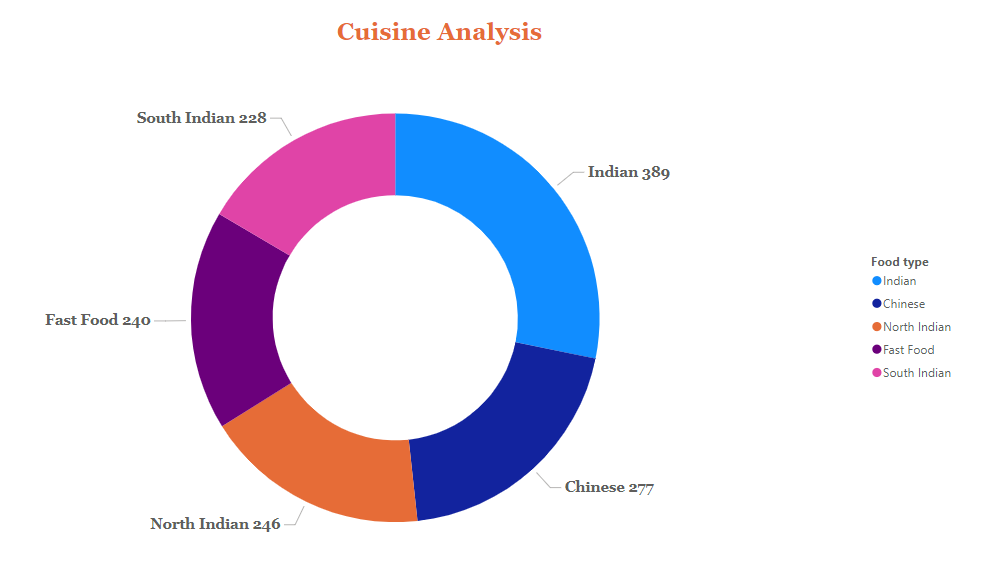 Cuisine Analysis
South Indian 228
Indian 389
Fast Food 240
Chinese 277
North Indian 246
Food type
Indian
Chinese
North Indian
Fast Food
South Indian